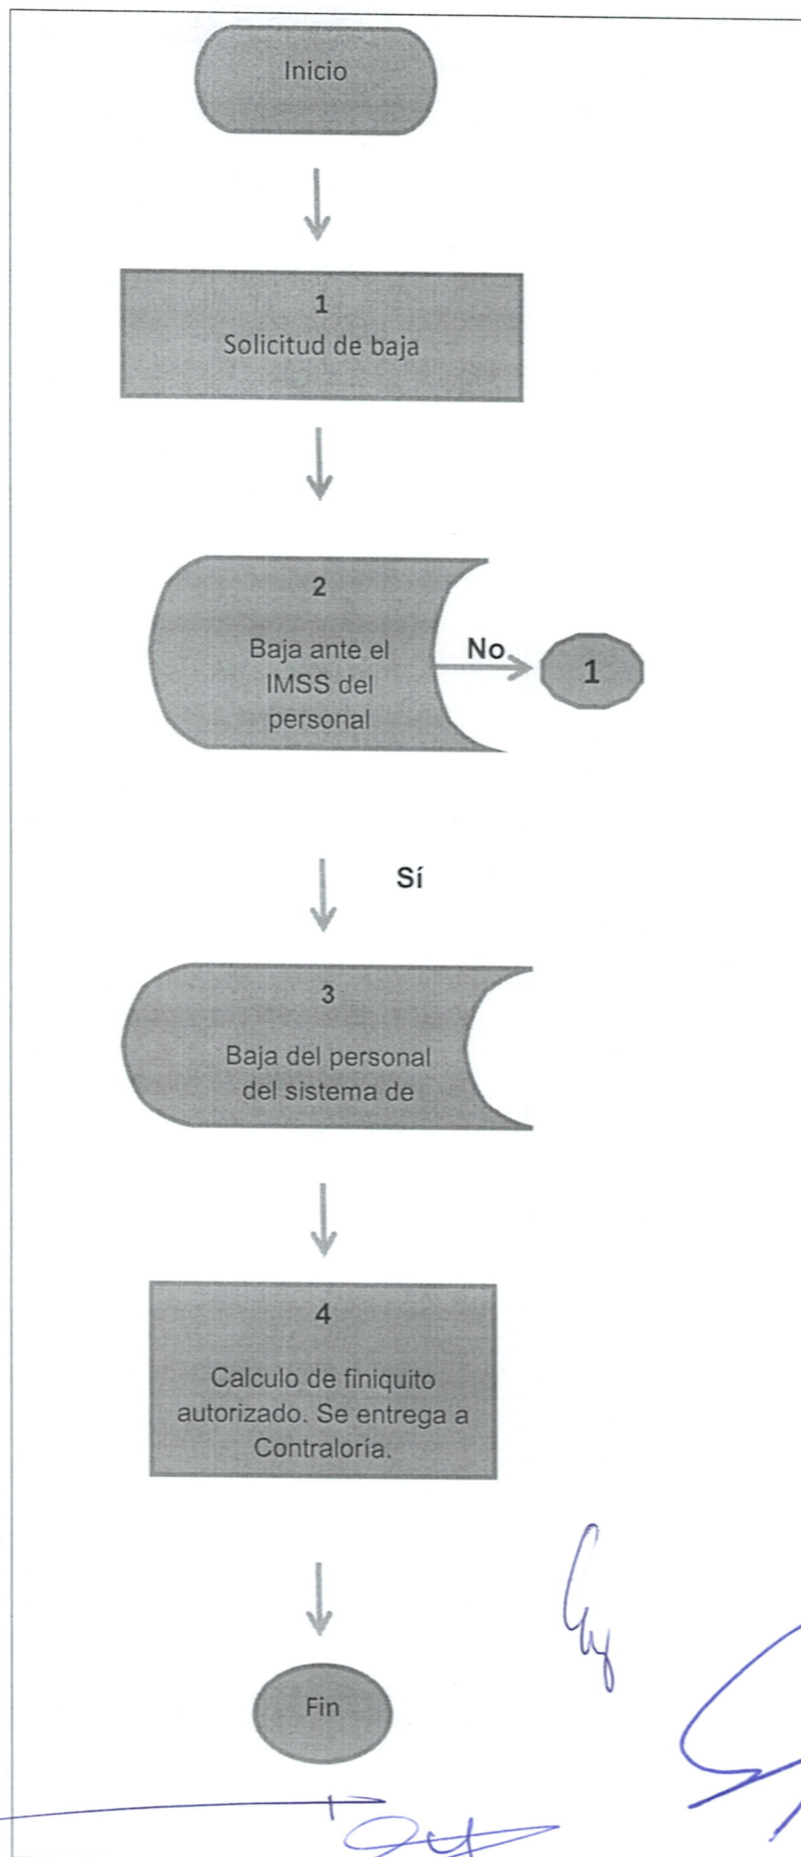 Inicio
1
Solicitud de baja
2
Baja ante el
IMSS del
personal
No
1
Sí
3
Baja del personal
del sistema de
4
Calculo de finiquito
autorizado. Se entrega a
Contraloría.
Fin